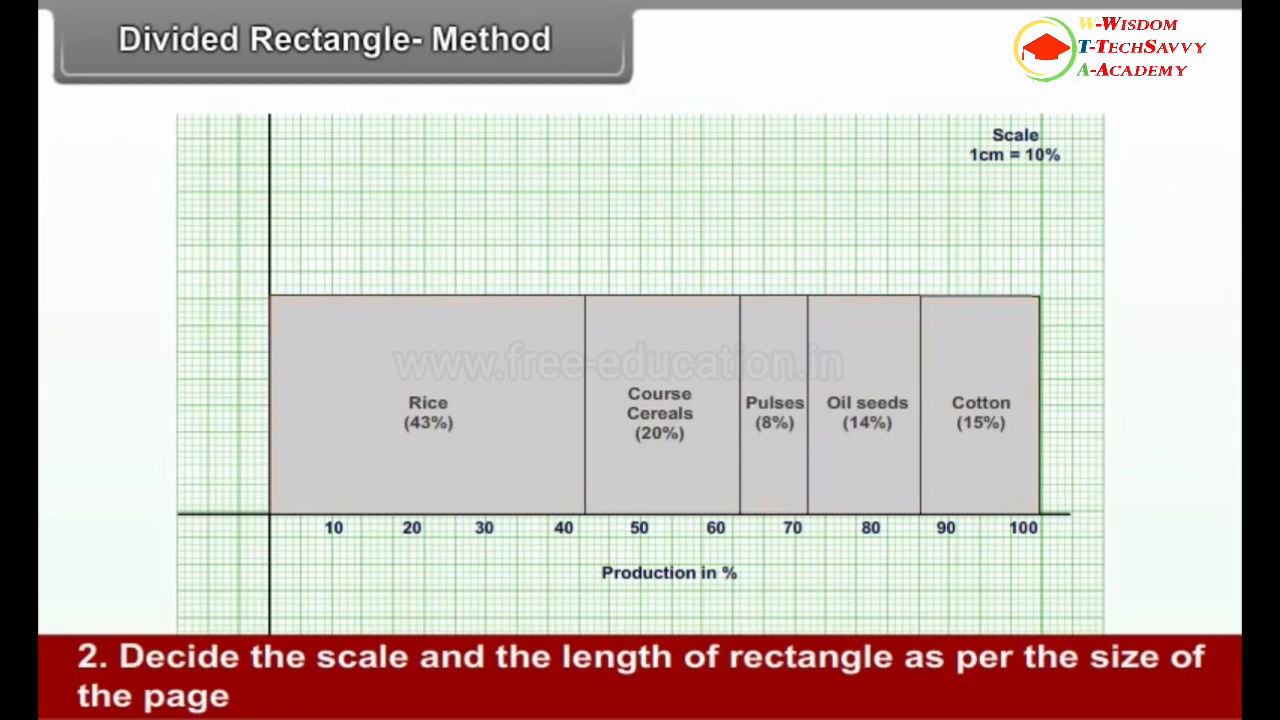 Divided Rectangle- Method
W-WISDOM
T-TECHSAVVY
A-ACADEMY
Scale
1cm = 10%
www.free-education.in
Rice
(43%)
Course
Cereals
(20%)
Pulses
(8%)
Oil seeds
(14%)
Cotton
(15%)
10 20 30 40 50 60 70 80 90 100
Production in %
2. Decide the scale and the length of rectangle as per the size of
the page